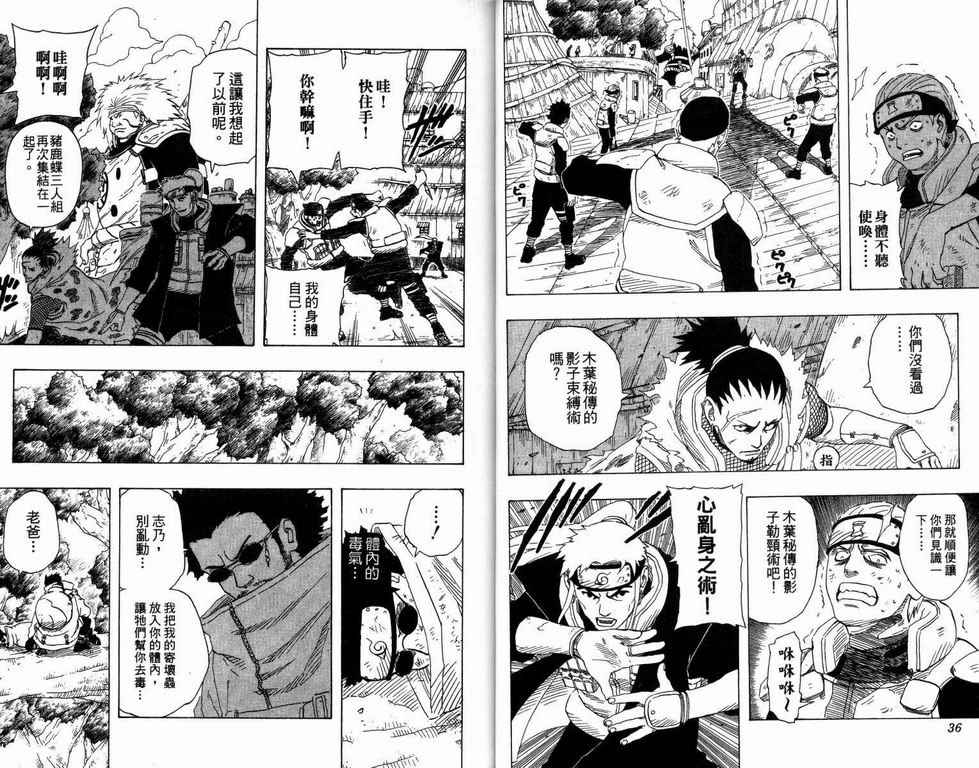 身體不聽
使喚……
ピク
ピク
ピク
ピク
你們沒看過
……
木葉秘傳的
影子束縛術
嗎？
指
那就順便讓
你們見識一
下……
木葉秘傳的影
子勒頸術吧！
咻咻咻～
心亂身之術！
36
哇！
快住手！
你幹嘛啊！
我的身體
自己……
這讓我想起
了以前呢。
哇啊啊
啊啊！
豬鹿蝶三人組
再次集結在一
起了。
…！
體內的
毒氣…
志乃，
別亂動…
我把我的寄壞蟲
放入你的體內，
讓牠們幫你去毒…
老爸…